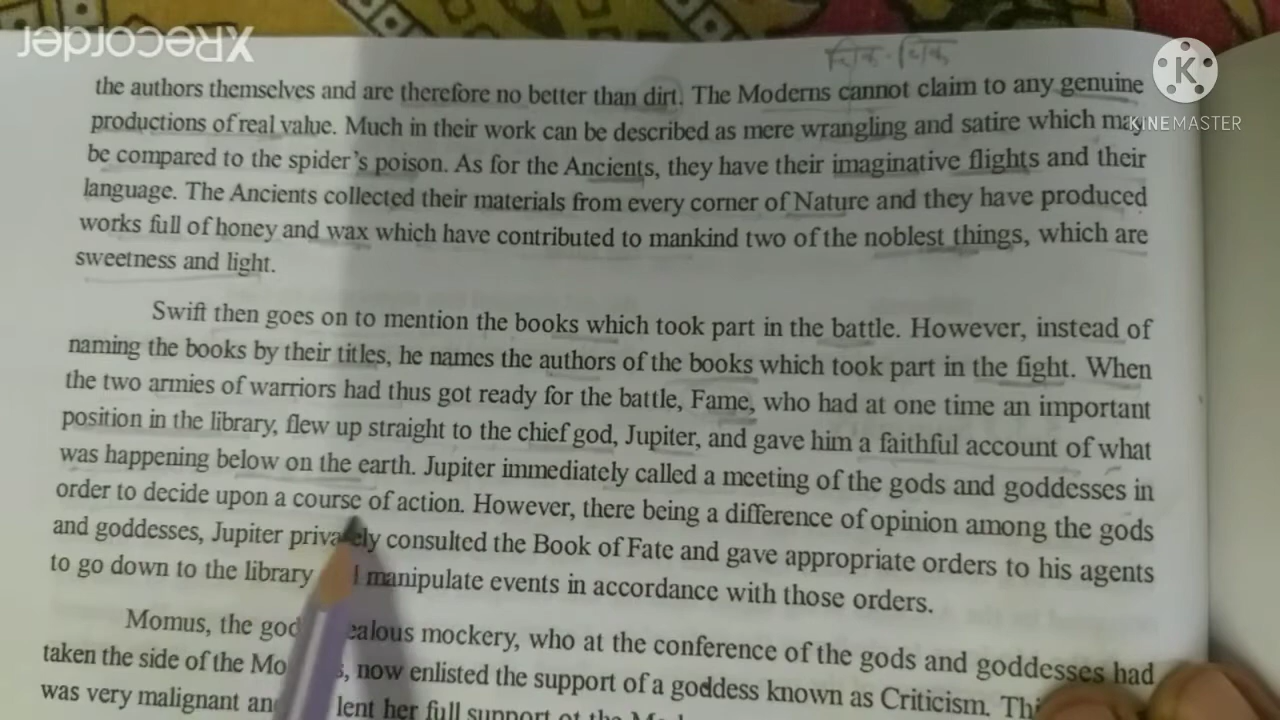 XRecorder
KINEMASTER
the authors themselves and are therefore no better than dirt. The Moderns cannot claim to any genuine
productions of real value. Much in their work can be described as mere wrangling and satire which may
be compared to the spider's poison. As for the Ancients, they have their imaginative flights and their
language. The Ancients collected their materials from every corner of Nature and they have produced
works full of honey and wax which have contributed to mankind two of the noblest things, which are
sweetness and light.
Swift then goes on to mention the books which took part in the battle. However, instead of
naming the books by their titles, he names the authors of the books which took part in the fight. When
the two armies of warriors had thus got ready for the battle, Fame, who had at one time an important
position in the library, flew up straight to the chief god, Jupiter, and gave him a faithful account of what
was happening below on the earth. Jupiter immediately called a meeting of the gods and goddesses in
order to decide upon a course of action. However, there being a difference of opinion among the gods
and goddesses, Jupiter privately consulted the Book of Fate and gave appropriate orders to his agents
to go down to the library manipulate events in accordance with those orders.
Momus, the god mockery, who at the conference of the gods and goddesses had
taken the side of the now enlisted the support of a goddess known as Criticism.
was very malignant lent her full support of the